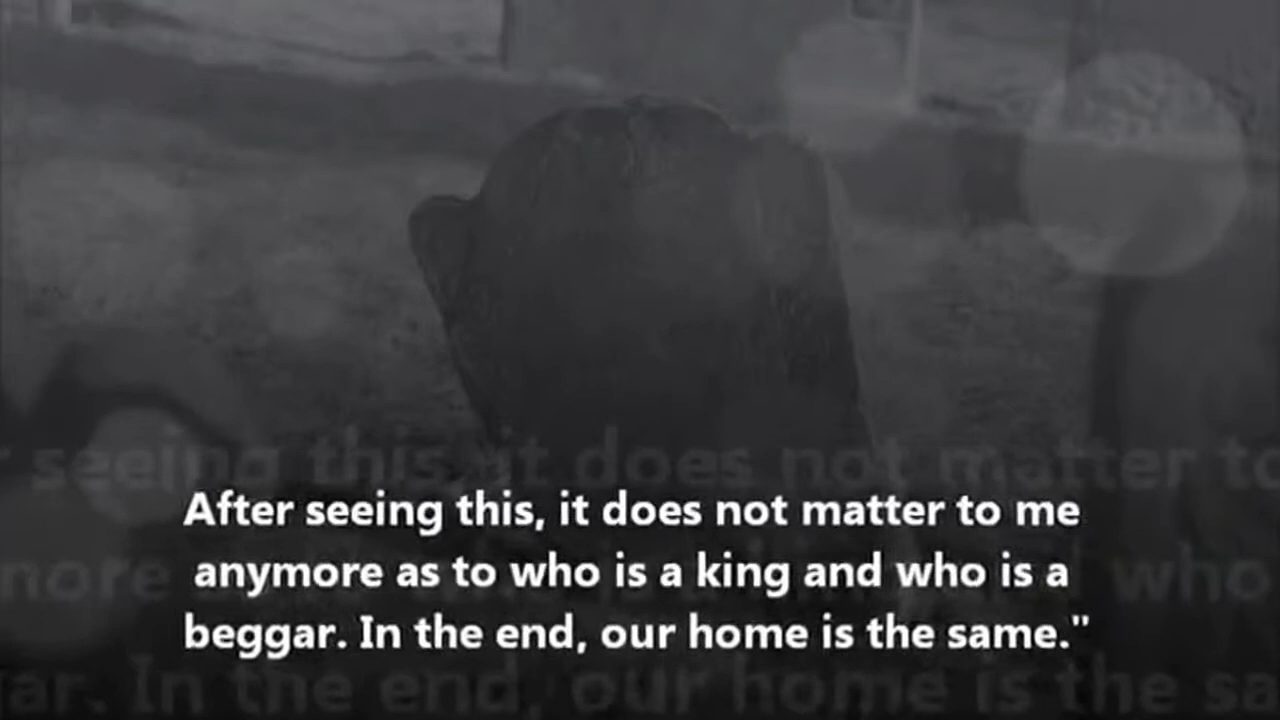 After seeing this, it does not matter to me
anymore as to who is a king and who is a
beggar. In the end, our home is the same."